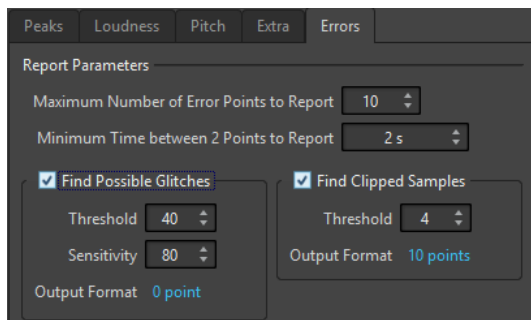 Peaks Loudness Pitch Extra Errors
Report Parameters
Maximum Number of Error Points to Report 10
Minimum Time between 2 Points to Report 2 s
Find Possible Glitches
Threshold 40
Sensitivity 80
Output Format 0 point
Find Clipped Samples
Threshold 4
Output Format 10 points